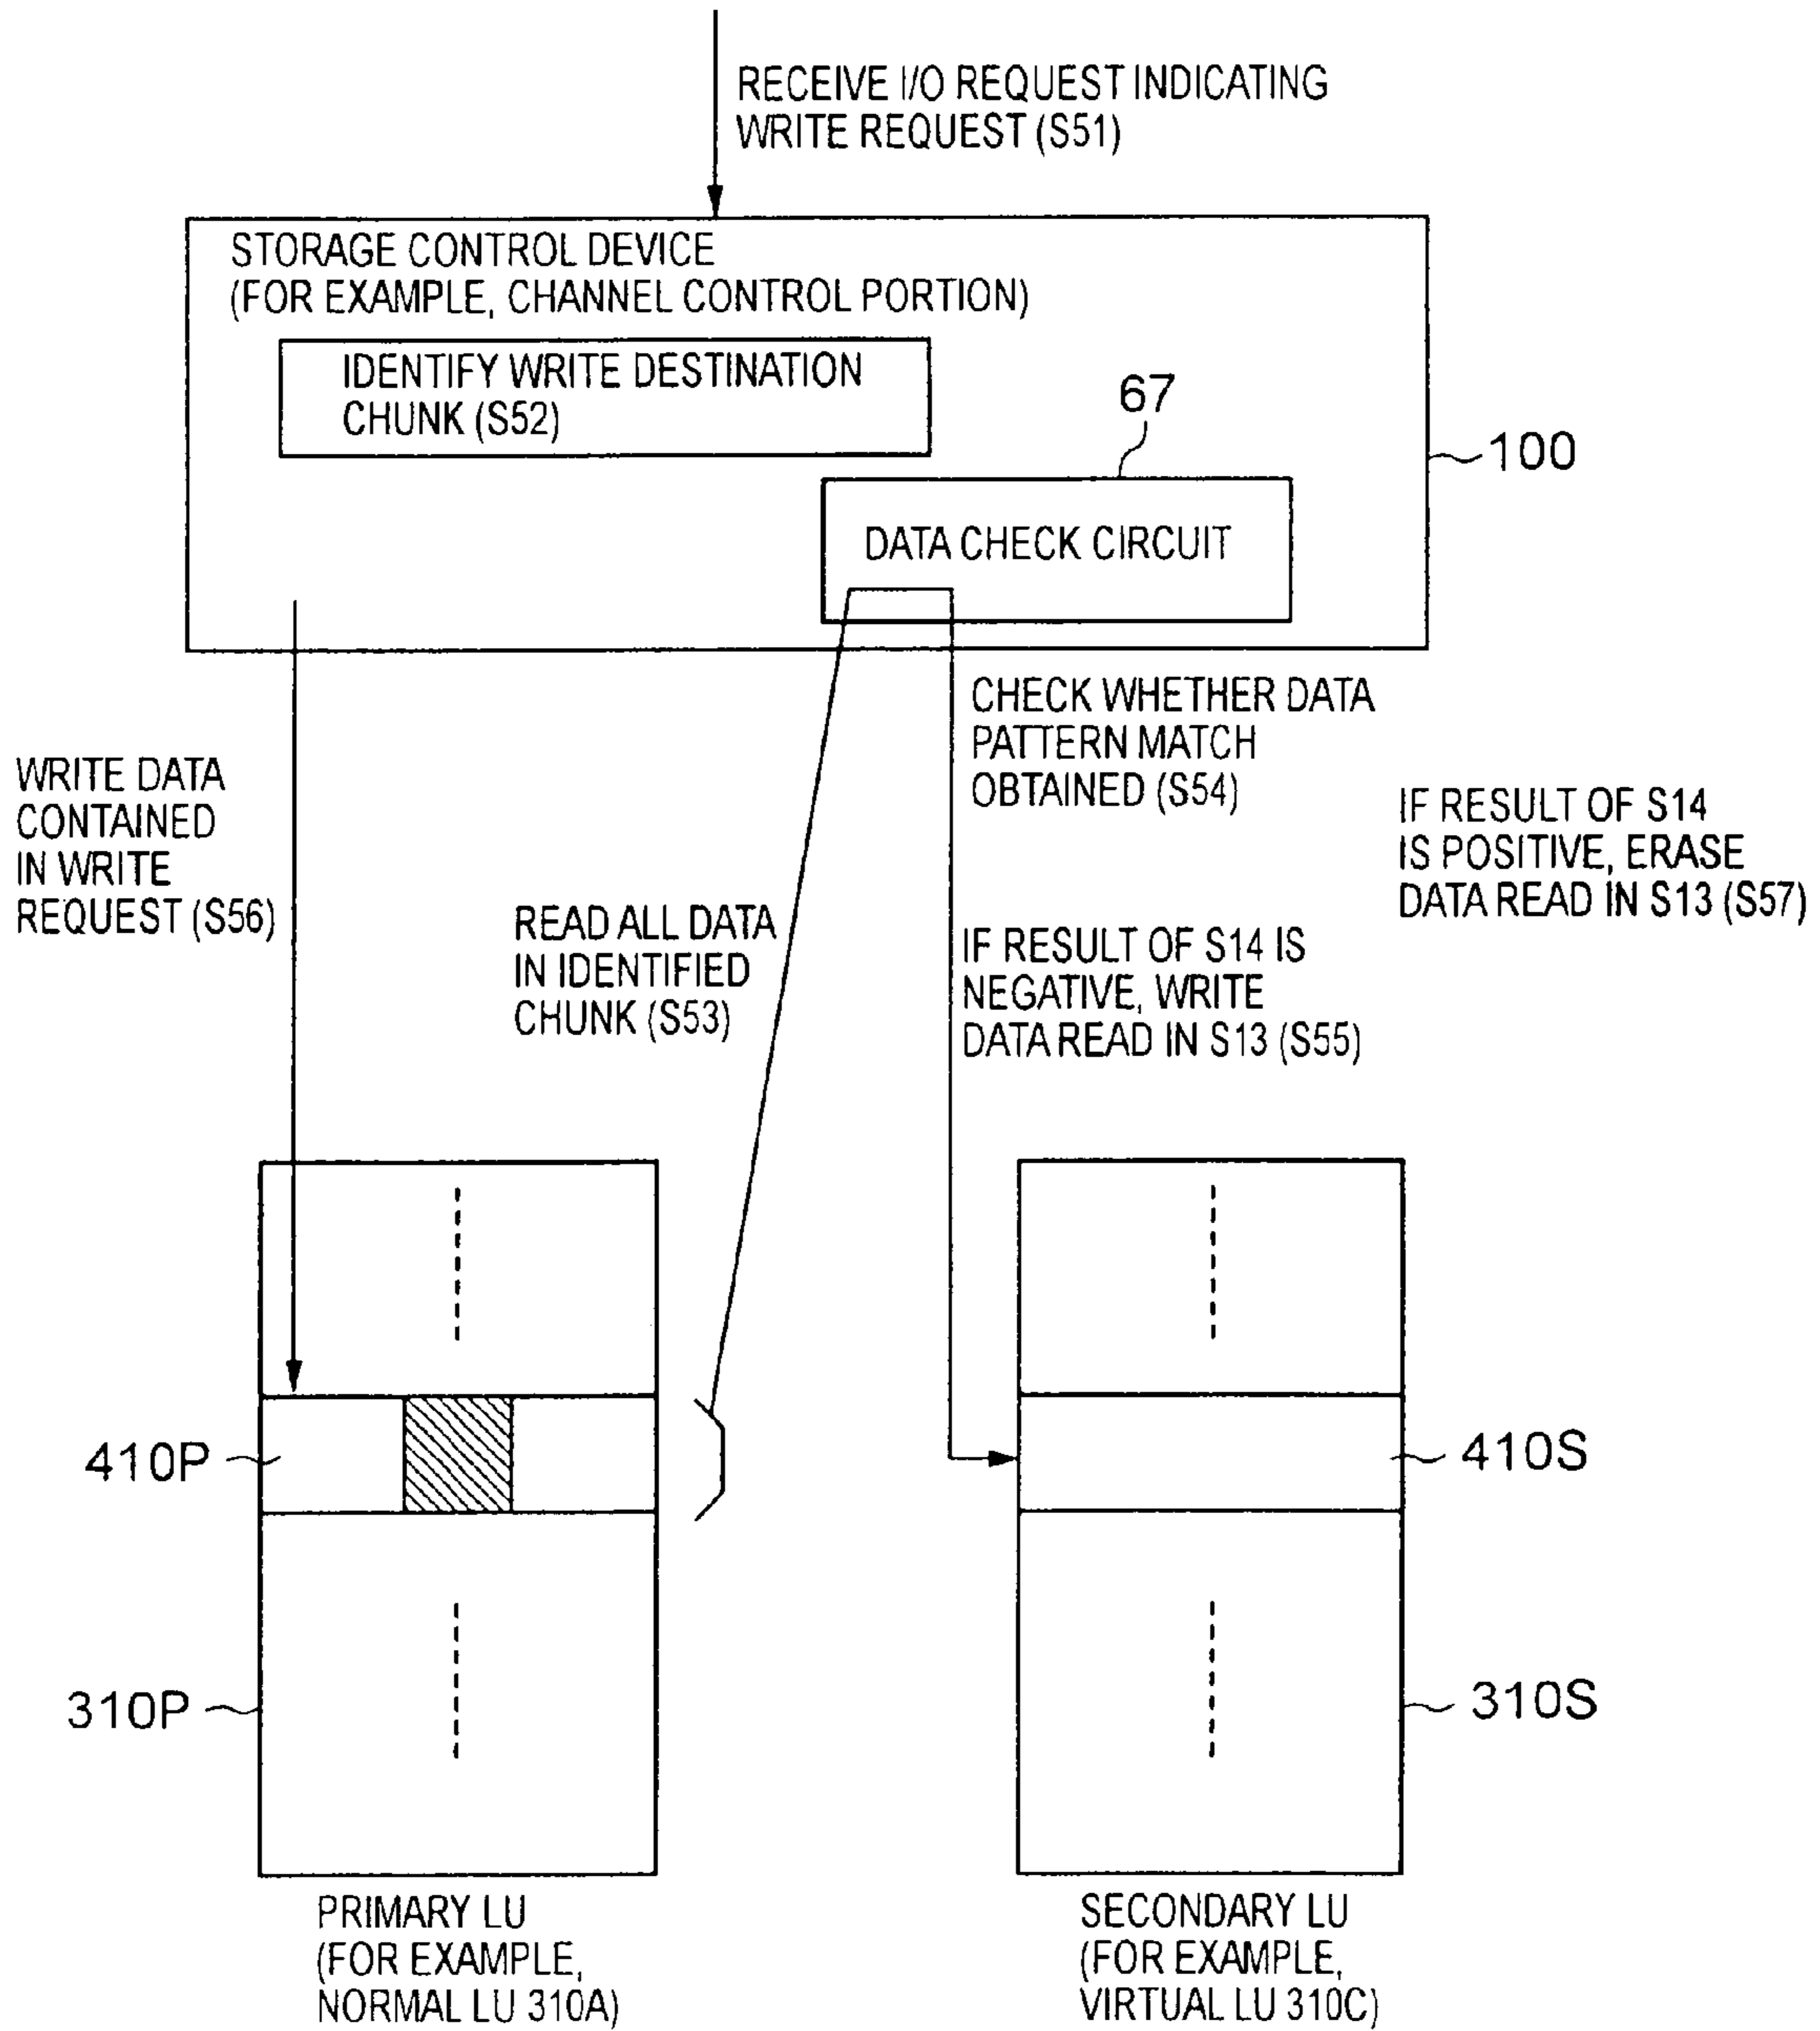 RECEIVE I/O REQUEST INDICATING
WRITE REQUEST (S51)
STORAGE CONTROL DEVICE
(FOR EXAMPLE, CHANNEL CONTROL PORTION)
IDENTIFY WRITE DESTINATION
CHUNK (S52)
67
100
DATA CHECK CIRCUIT
CHECK WHETHER DATA
PATTERN MATCH
OBTAINED (S54)
WRITE DATA
CONTAINED
IN WRITE
REQUEST (S56)
IF RESULT OF S14
IS POSITIVE, ERASE
DATA READ IN S13 (S57)
READ ALL DATA
IN IDENTIFIED
CHUNK (S53)
IF RESULT OF S14 IS
NEGATIVE, WRITE
DATA READ IN S13 (S55)
410P
410S
310P
310S
PRIMARY LU
(FOR EXAMPLE,
NORMAL LU 310A)
SECONDARY LU
(FOR EXAMPLE,
VIRTUAL LU 310C)